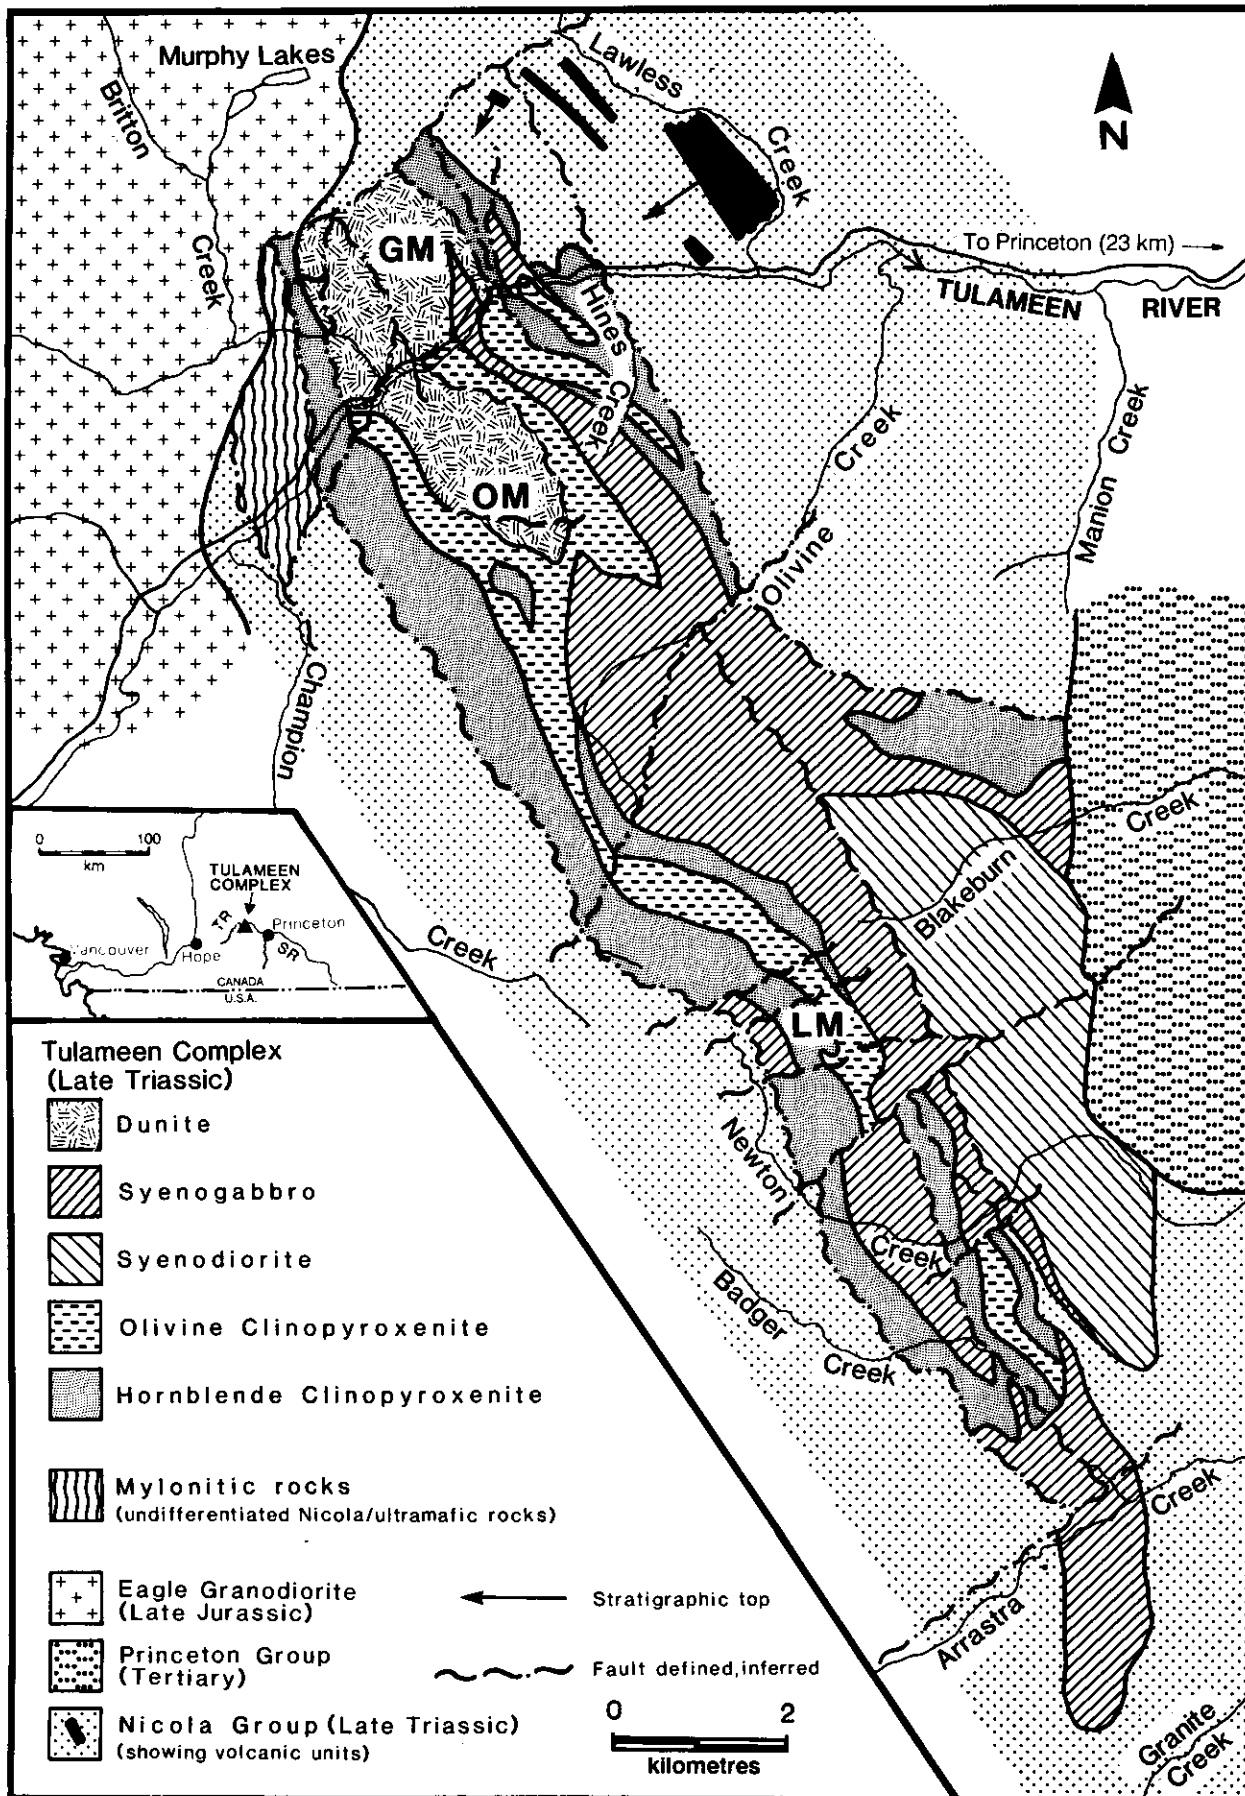 Murphy Lakes
Britton
Creek
Lawless
Creek
N
GM
To Princeton (23 km)
TULAMEEN RIVER
Hines
Creek
Creek
Olivine
Manion Creek
OM
Champion
Creek
Blakeburn
Creek
0 100
km
TULAMEEN
COMPLEX
TR
Princeton
Hope
SR
CANADA
U.S.A.
LM
Newton
Creek
Badger
Creek
Creek
Arrastra
Granite
Creek
Tulameen Complex
(Late Triassic)
Dunite
Syenogabbro
Syenodiorite
Olivine Clinopyroxenite
Hornblende Clinopyroxenite
Mylonitic rocks
(undifferentiated Nicola/ultramafic rocks)
Eagle Granodiorite
(Late Jurassic)
Stratigraphic top
Princeton Group
(Tertiary)
Fault defined, inferred
Nicola Group (Late Triassic)
(showing volcanic units)
0 2
kilometres